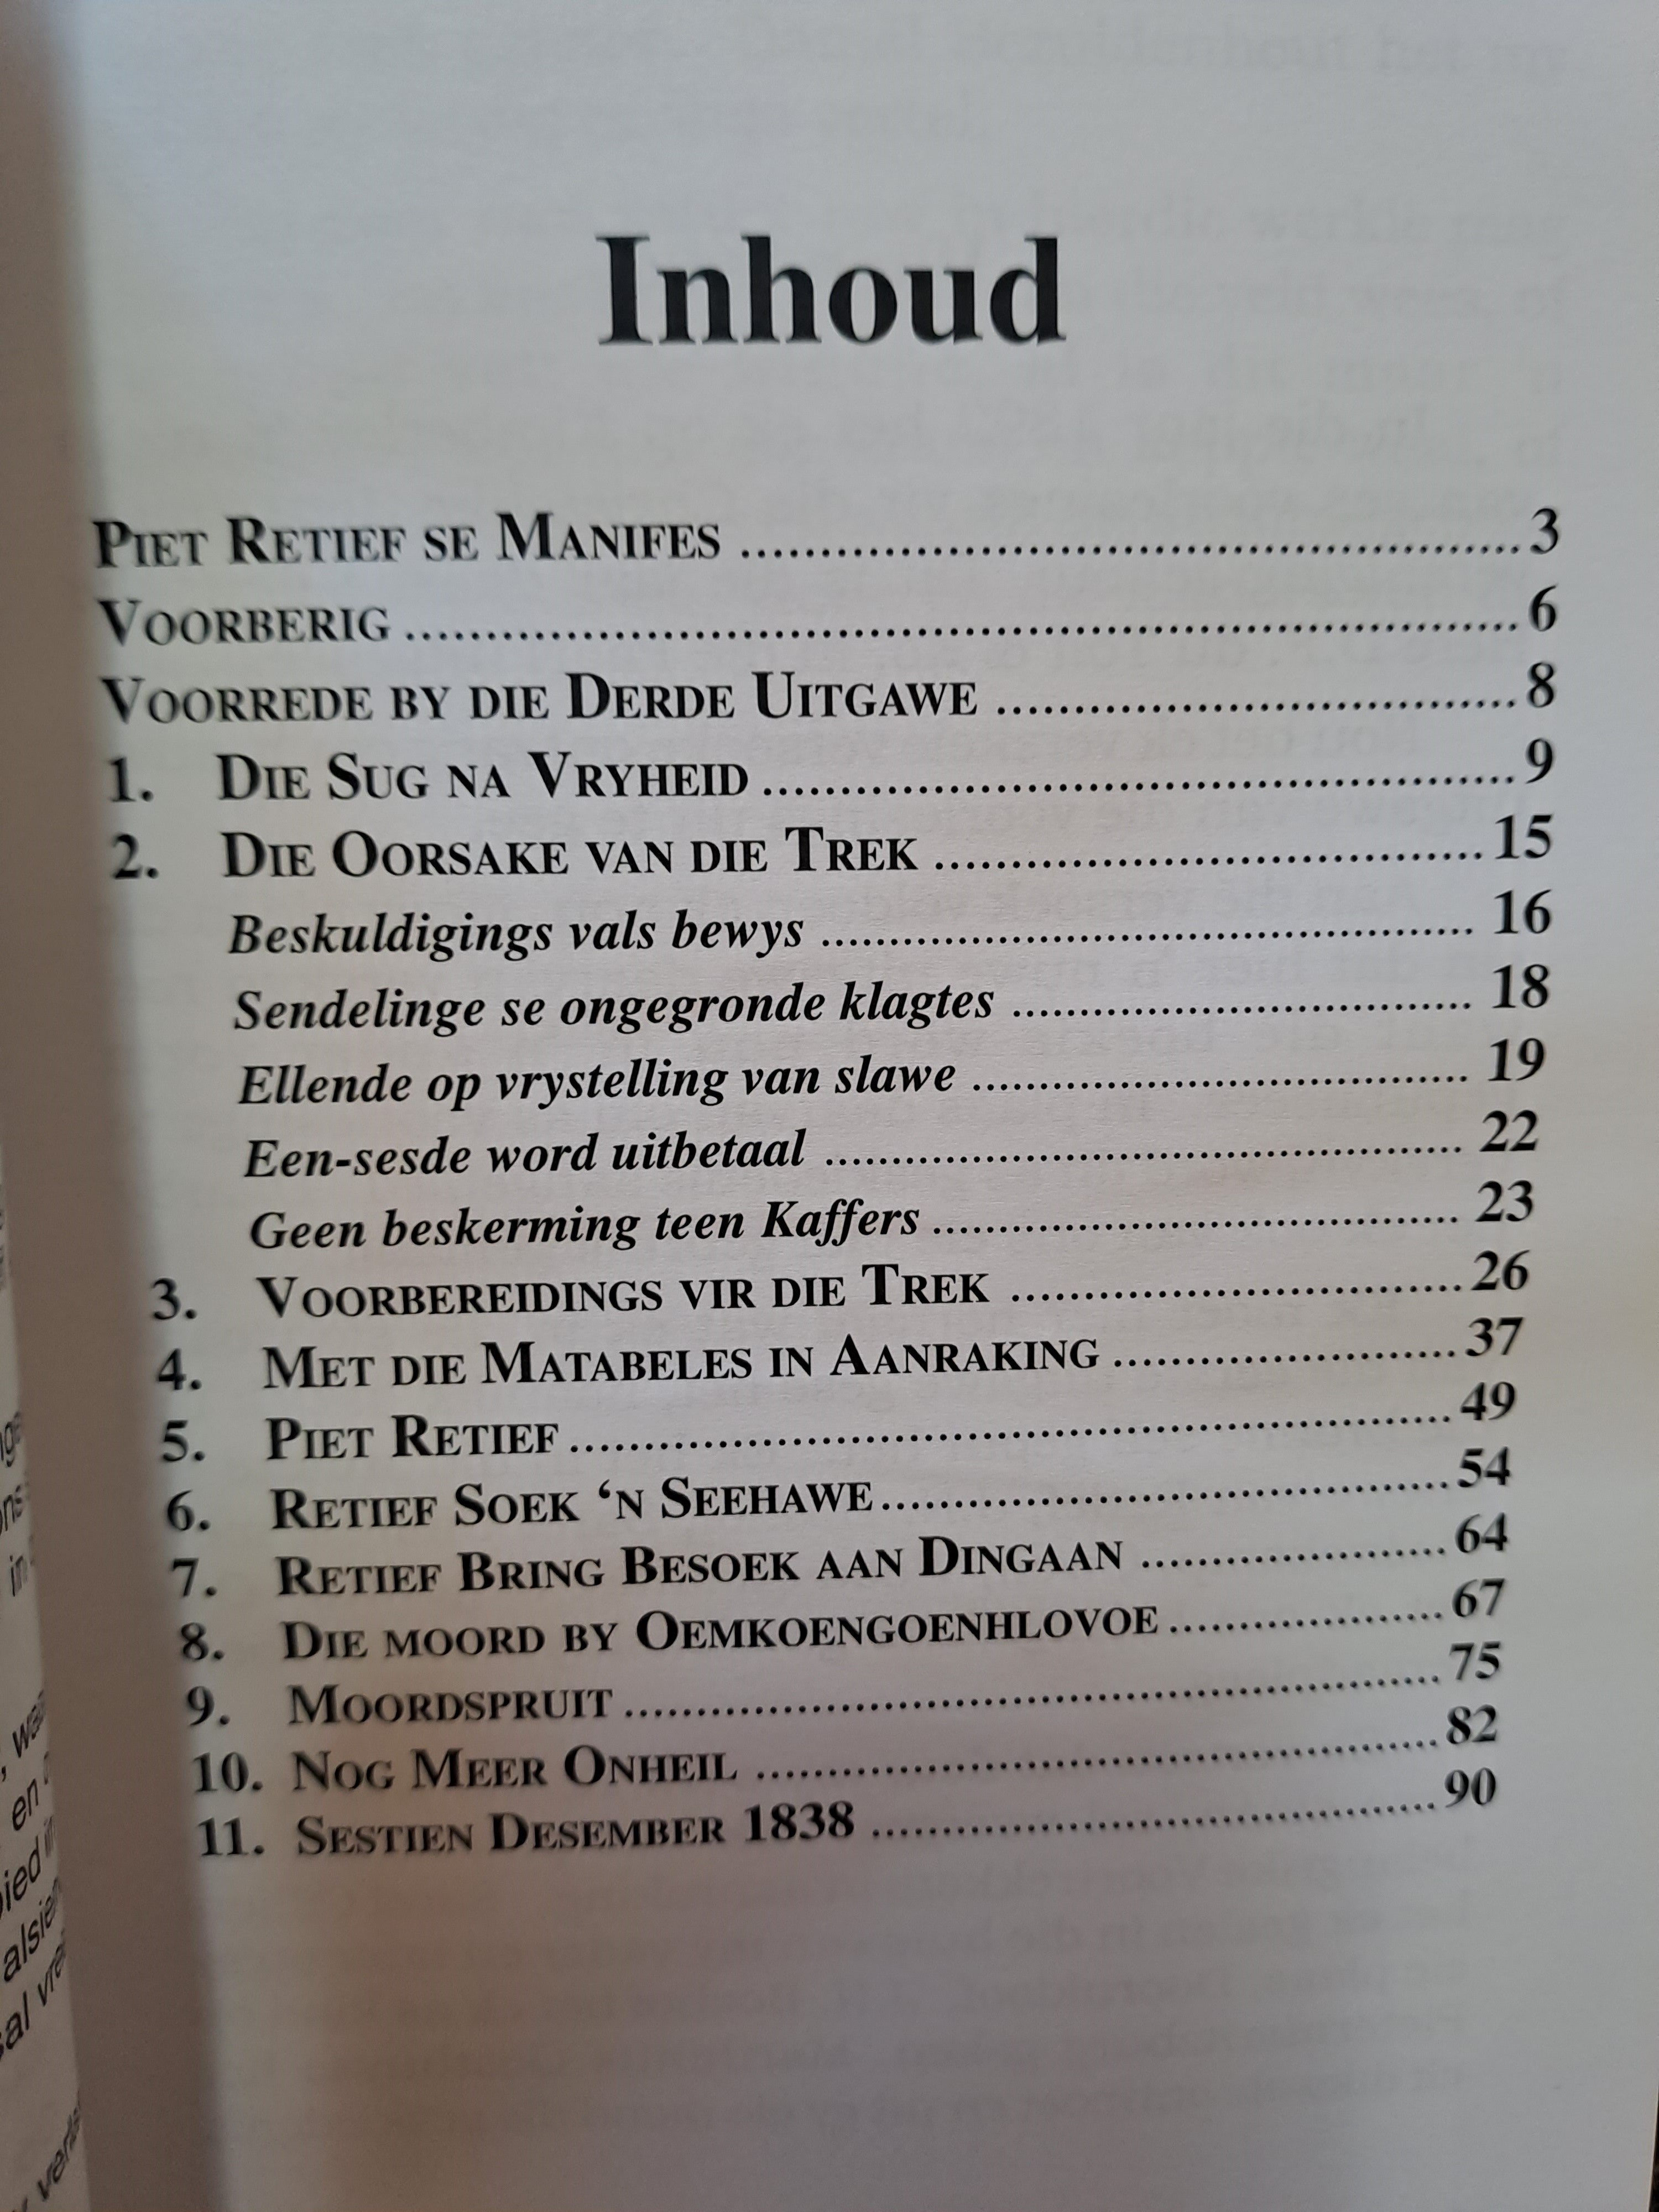 Inhoud
PIET RETIEF SE MANIFES ........................................................ 3
VOORBERIG ........................................................................ 6
VOORREDE BY DIE DERDE UITGAWE ..................................... 8
1. DIE SUG NA VRYHEID ...................................................... 9
2. DIE OORSAKE VAN DIE TREK ........................................ 15
Beskuldigings vals bewys ................................................ 16
Sendelinge se ongegronde klagtes .................................. 18
Ellende op vrystelling van slawe ..................................... 19
Een-sesde word uitbetaal ................................................ 22
Geen beskerming teen Kaffers ........................................ 23
3. VOORBEREIDINGS VIR DIE TREK .................................. 26
4. MET DIE MATABELES IN AANRAKING .......................... 37
5. PIET RETIEF ................................................................... 49
6. RETIEF SOEK ‘N SEEHAWE ............................................ 54
7. RETIEF BRING BESOEK AAN DINGAAN ........................ 64
8. DIE MOORD BY OEMKOENGOENHLOVOE ..................... 67
9. MOORDSPRUIT .............................................................. 75
10. NOG MEER ONHEIL ...................................................... 82
11. SESTIEN DESEMBER 1838 ............................................ 90